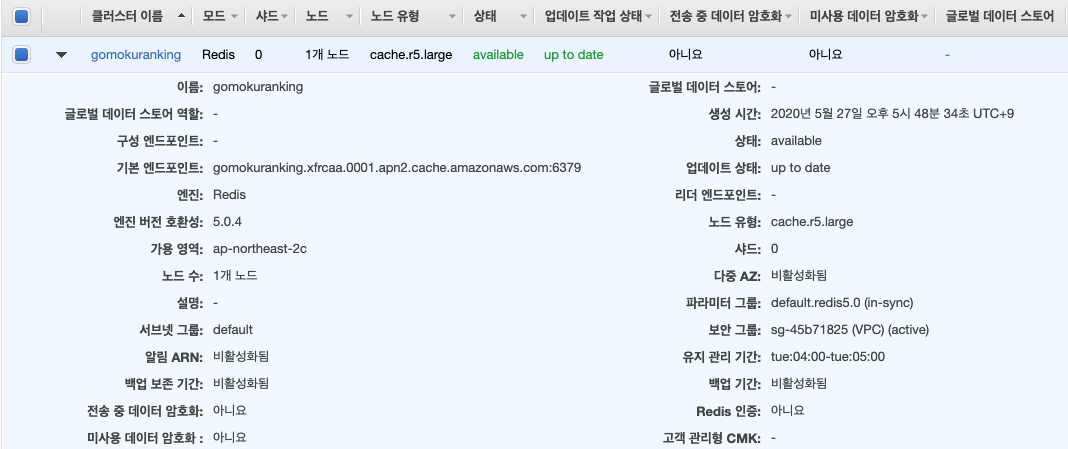 클러스터 이름 모드 샤드 노드 노드 유형 상태 업데이트 작업 상태 전송 중 데이터 암호화 미사용 데이터 암호화 글로벌 데이터 스토어
gomokuranking Redis 0 1개 노드 cache.r5.large available up to date 아니요 아니요 -
이름: gomokuranking 글로벌 데이터 스토어: -
글로벌 데이터 스토어 역할: - 생성 시간: 2020년 5월 27일 오후 5시 48분 34초 UTC+9
구성 엔드포인트: - 상태: available
기본 엔드포인트: gomokuranking.xfrcaa.0001.apn2.cache.amazonaws.com:6379 업데이트 상태: up to date
엔진: Redis 리더 엔드포인트: -
엔진 버전 호환성: 5.0.4 노드 유형: cache.r5.large
가용 영역: ap-northeast-2c 샤드: 0
노드 수: 1개 노드 다중 AZ: 비활성화됨
설명: - 파라미터 그룹: default.redis5.0 (in-sync)
서브넷 그룹: default 보안 그룹: sg-45b71825 (VPC) (active)
알림 ARN: 비활성화됨 유지 관리 기간: tue:04:00-tue:05:00
백업 보존 기간: 비활성화됨 백업 기간: 비활성화됨
전송 중 데이터 암호화: 아니요 Redis 인증: 아니요
미사용 데이터 암호화 : 아니요 고객 관리형 CMK: -